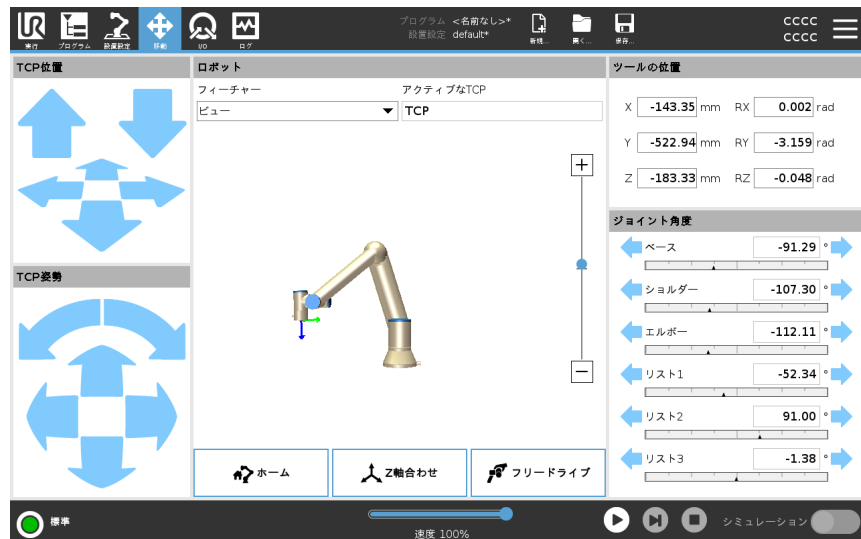 プログラム <名前なし>*
設置設定 default*
cccc
cccc
実行 プログラム 設置設定 移動 I/O ログ 新規... 開く... 保存...
TCP位置
ロボット
ツールの位置
フィーチャー アクティブなTCP
ビュー TCP
X -143.35 mm RX 0.002 rad
Y -522.94 mm RY -3.159 rad
Z -183.33 mm RZ -0.048 rad
ジョイント角度
ベース -91.29 °
ショルダー -107.30 °
エルボー -112.11 °
リスト1 -52.34 °
リスト2 91.00 °
リスト3 -1.38 °
TCP姿勢
ホーム Z軸合わせ フリードライブ
標準
速度 100%
シミュレーション